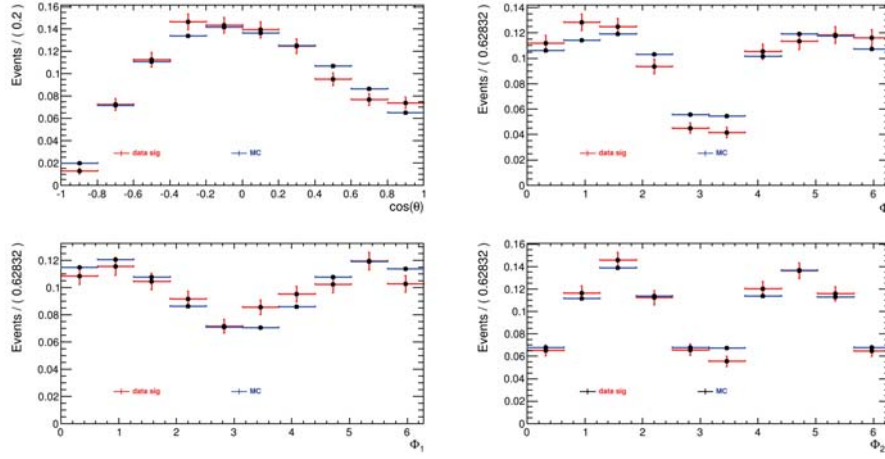 Events / ( 0.2 )
0.16
0.14
0.12
0.1
0.08
0.06
0.04
0.02
0
data sig
MC
-1 -0.8 -0.6 -0.4 -0.2 0 0.2 0.4 0.6 0.8 1
cos(θ)
Events / ( 0.62832 )
0.14
0.12
0.1
0.08
0.06
0.04
0.02
0
data sig
MC
0 1 2 3 4 5 6
Φ
Events / ( 0.62832 )
0.12
0.1
0.08
0.06
0.04
0.02
0
data sig
MC
0 1 2 3 4 5 6
Φ1
Events / ( 0.62832 )
0.16
0.14
0.12
0.1
0.08
0.06
0.04
0.02
0
data sig
MC
0 1 2 3 4 5 6
Φ2